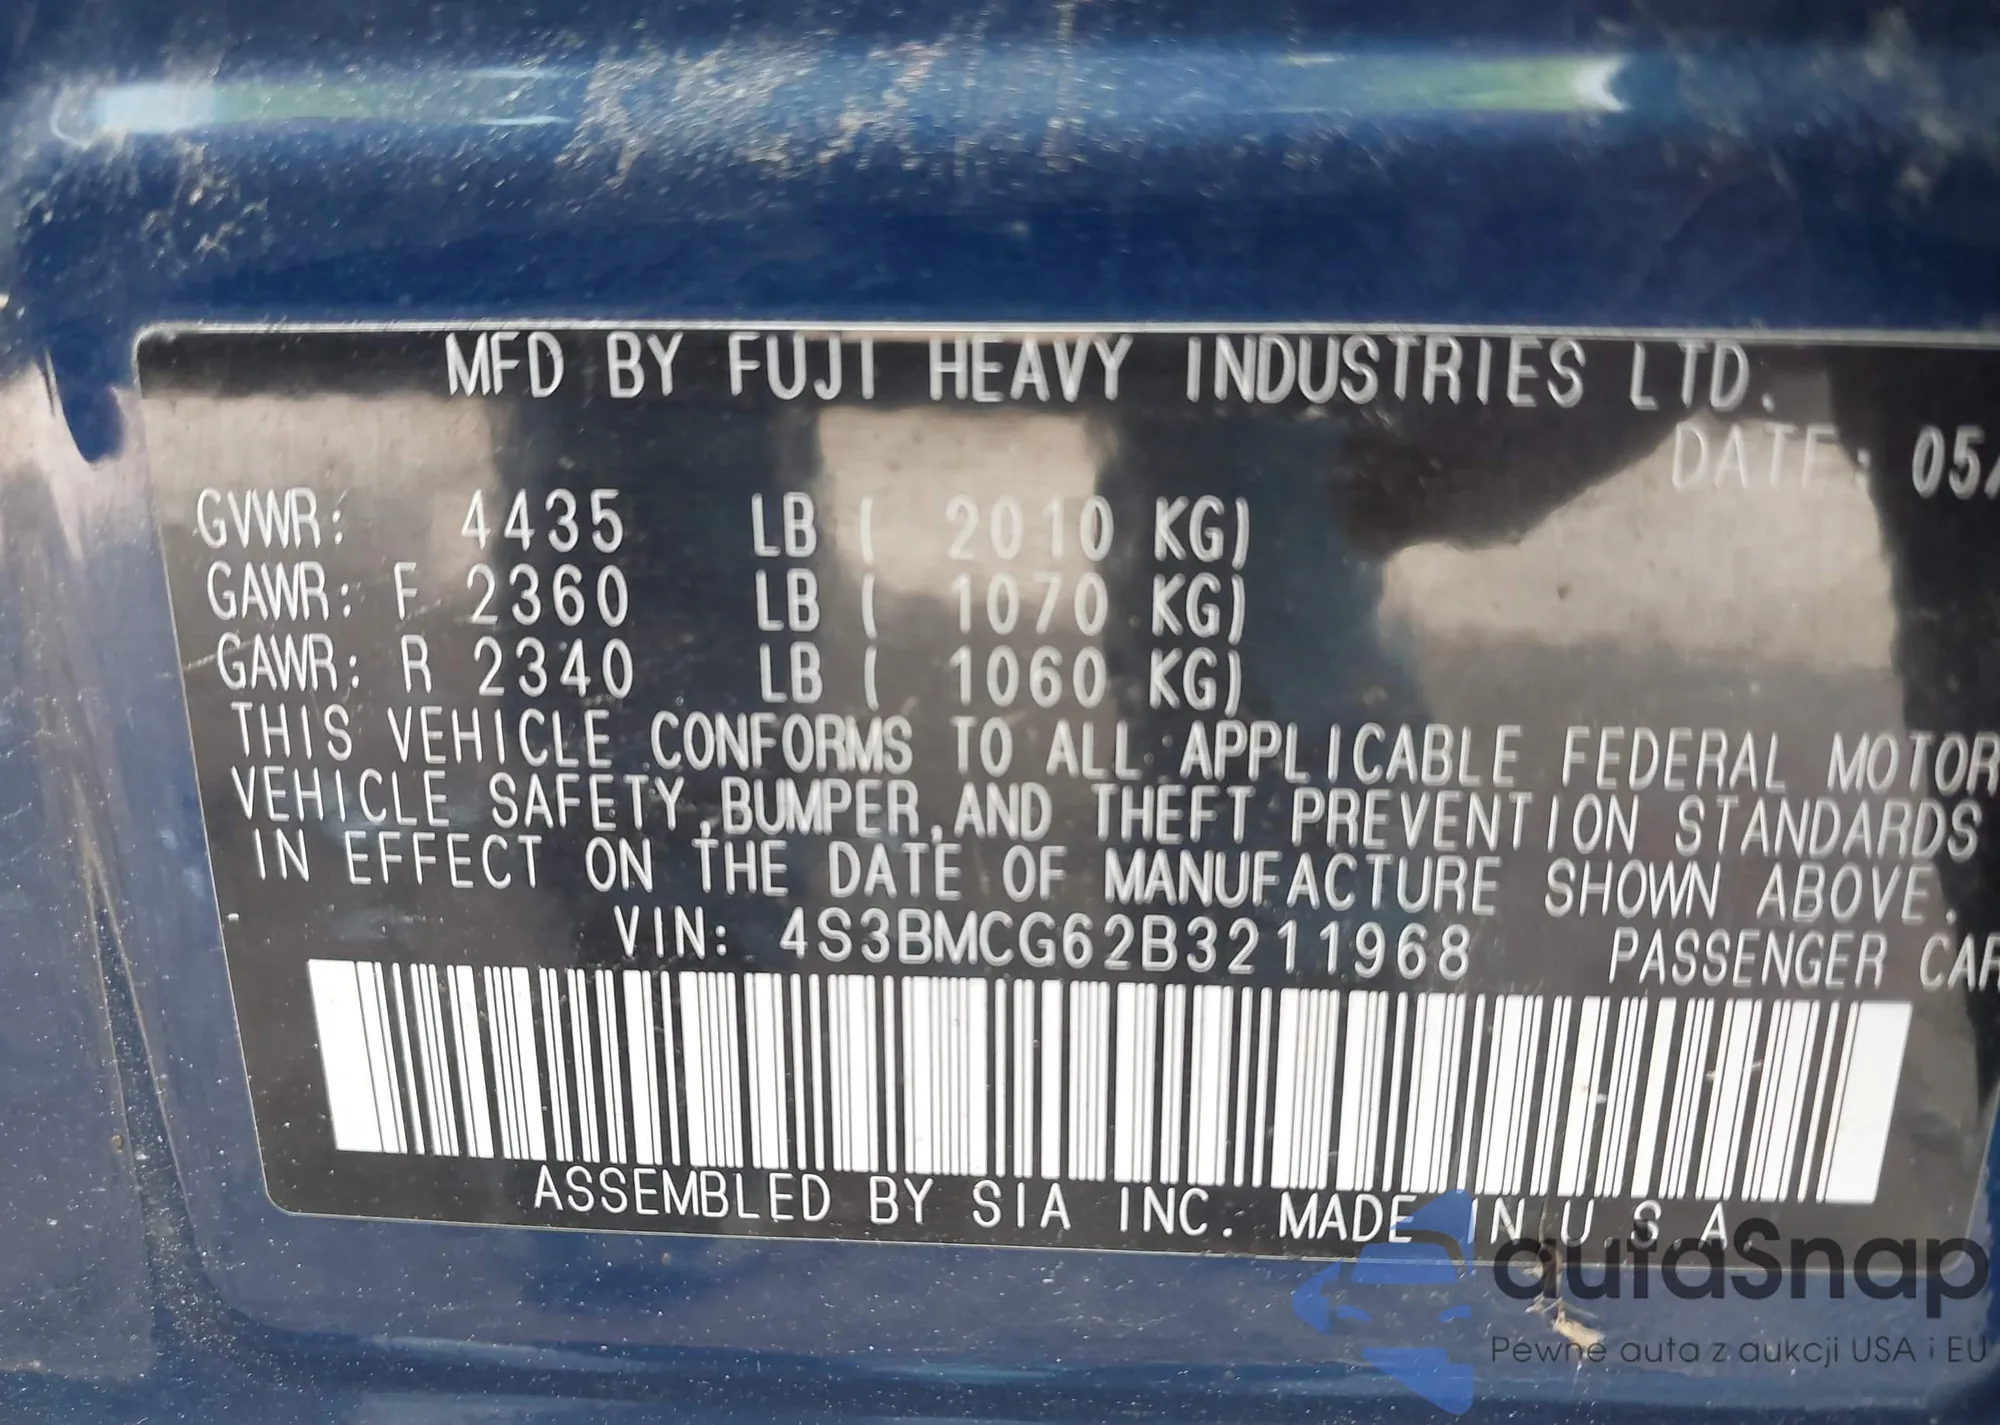 MFD BY FUJI HEAVY INDUSTRIES LTD.
DATE: 05/
GVWR: 4435 LB ( 2010 KG)
GAWR: F 2360 LB ( 1070 KG)
GAWR: R 2340 LB ( 1060 KG)
THIS VEHICLE CONFORMS TO ALL APPLICABLE FEDERAL MOTOR
VEHICLE SAFETY,BUMPER,AND THEFT PREVENTION STANDARDS
IN EFFECT ON THE DATE OF MANUFACTURE SHOWN ABOVE.
VIN: 4S3BMCG62B3211968 PASSENGER CAR
ASSEMBLED BY SIA INC. MADE IN U.S.A.
autaSnap
Pewne auta z aukcji USA i EU